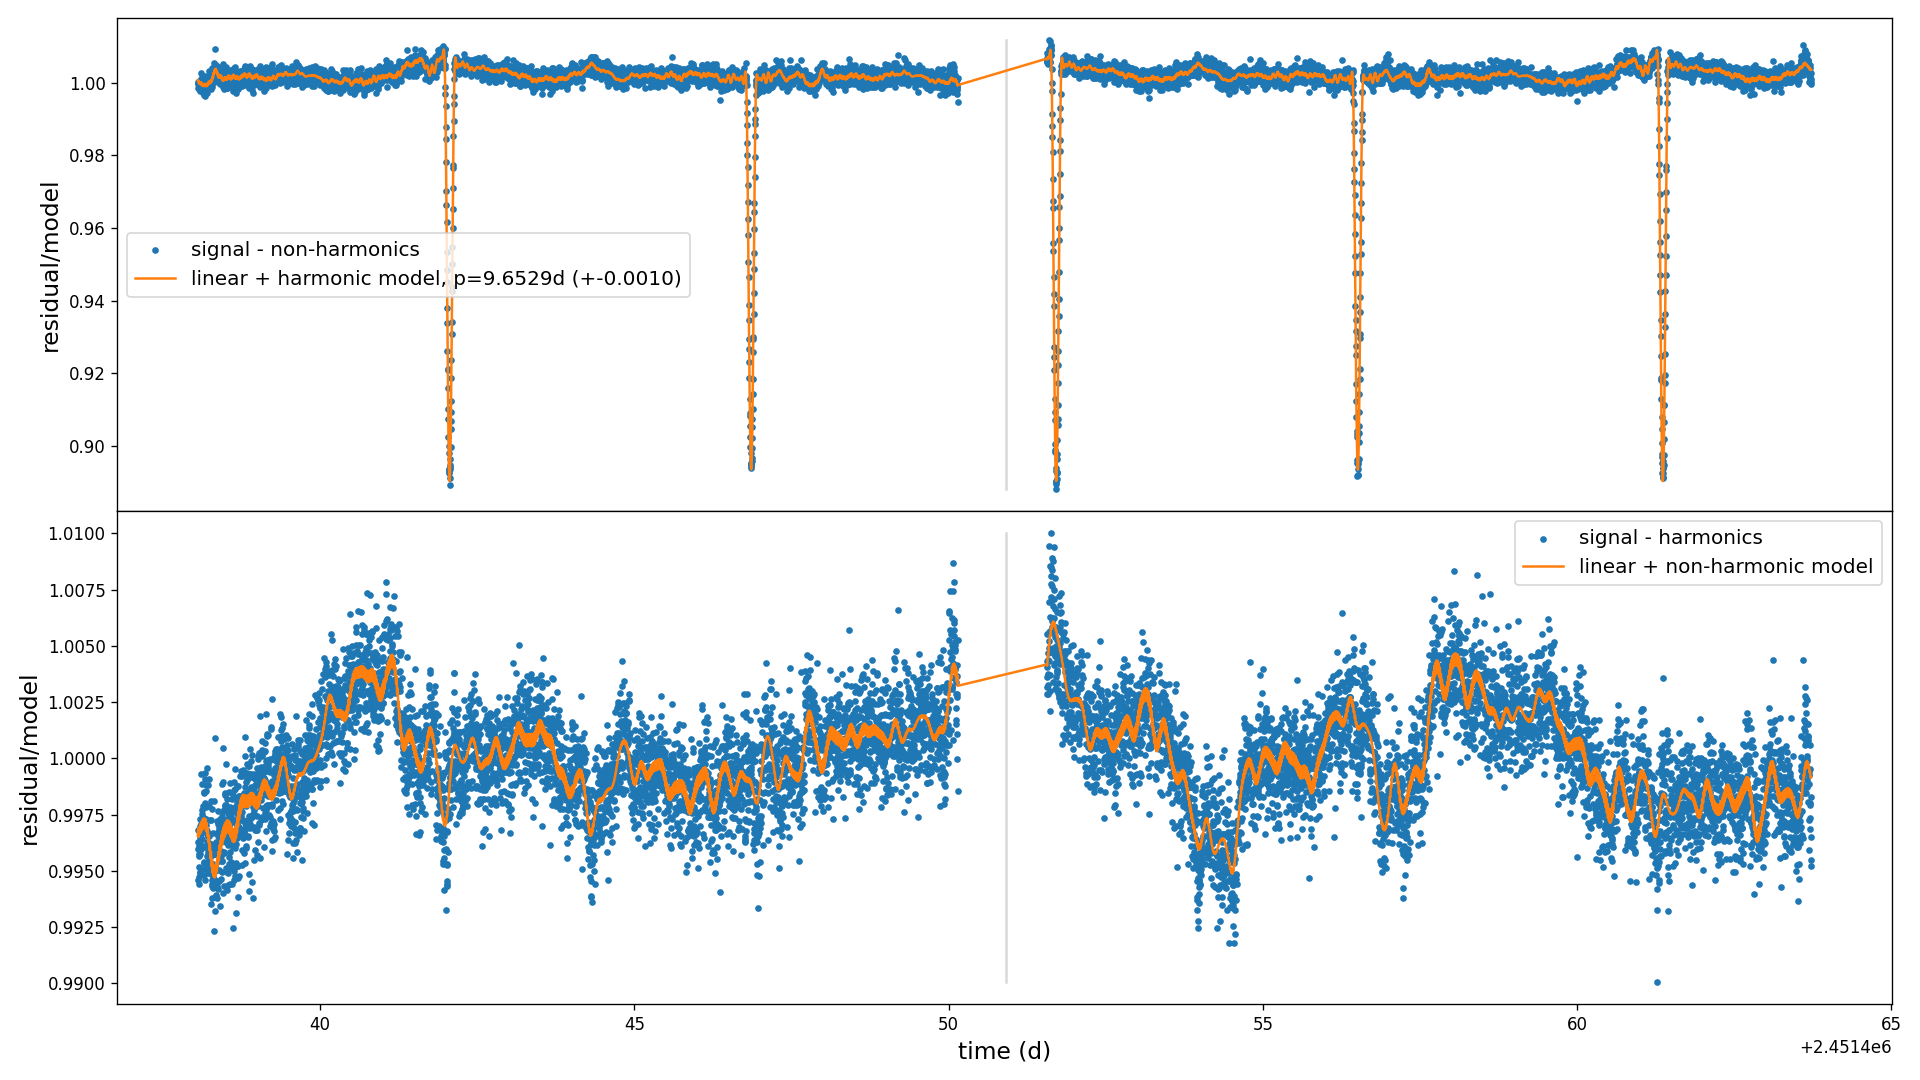 1.00
0.98
0.96
0.94
0.92
0.90
residual/model
signal - non-harmonics
linear + harmonic model, p=9.6529d (+-0.0010)
1.0100
1.0075
1.0050
1.0025
1.0000
0.9975
0.9950
0.9925
0.9900
residual/model
signal - harmonics
linear + non-harmonic model
40 45 50 55 60 65
time (d)
+2.4514e6